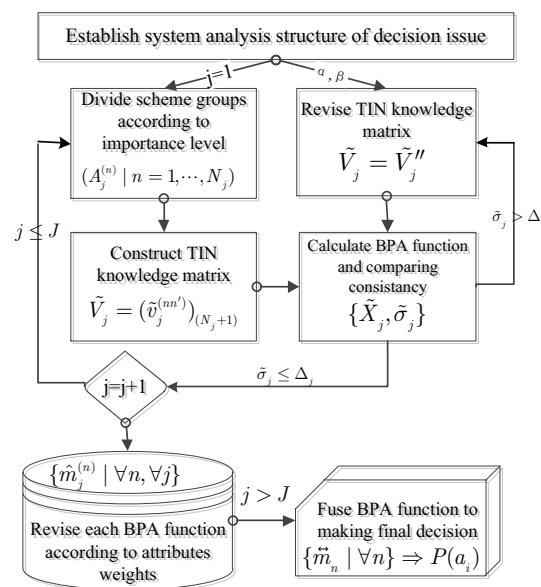 Establish system analysis structure of decision issue
j=1
α, β
Divide scheme groups
according to
importance level
(A_j^{(n)} | n = 1,⋯,N_j)
Revise TIN knowledge
matrix
Ṽ_j = Ṽ_j″
j ≤ J
σ̃_j > Δ
Construct TIN
knowledge matrix
Ṽ_j = (ṽ_j^{(nn′)})_{(N_j+1)}
Calculate BPA function
and comparing
consistancy
{X̃_j, σ̃_j}
j=j+1
σ̃_j ≤ Δ_j
{m̂_j^{(n)} | ∀n, ∀j}
Revise each BPA function
according to attributes
weights
j > J
Fuse BPA function to
making final decision
{m⃡_n | ∀n} ⇒ P(a_i)